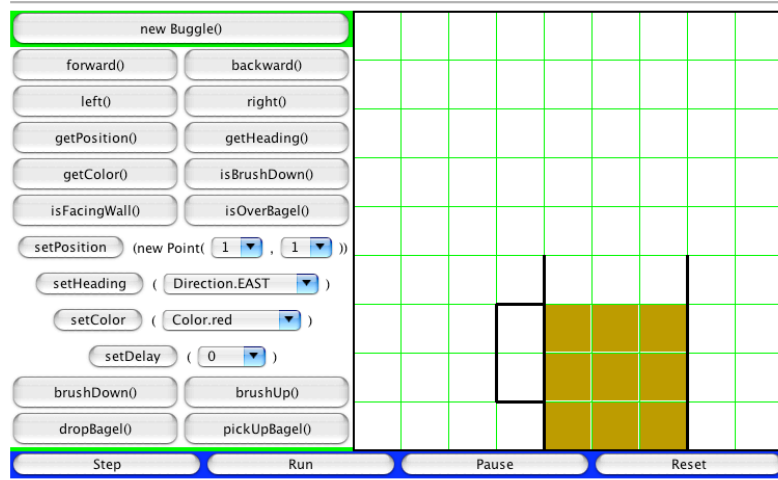 new Buggle()
forward() backward()
left() right()
getPosition() getHeading()
getColor() isBrushDown()
isFacingWall() isOverBagel()
setPosition (new Point( 1 , 1 ))
setHeading ( Direction.EAST )
setColor ( Color.red )
setDelay ( 0 )
brushDown() brushUp()
dropBagel() pickUpBagel()
Step Run Pause Reset